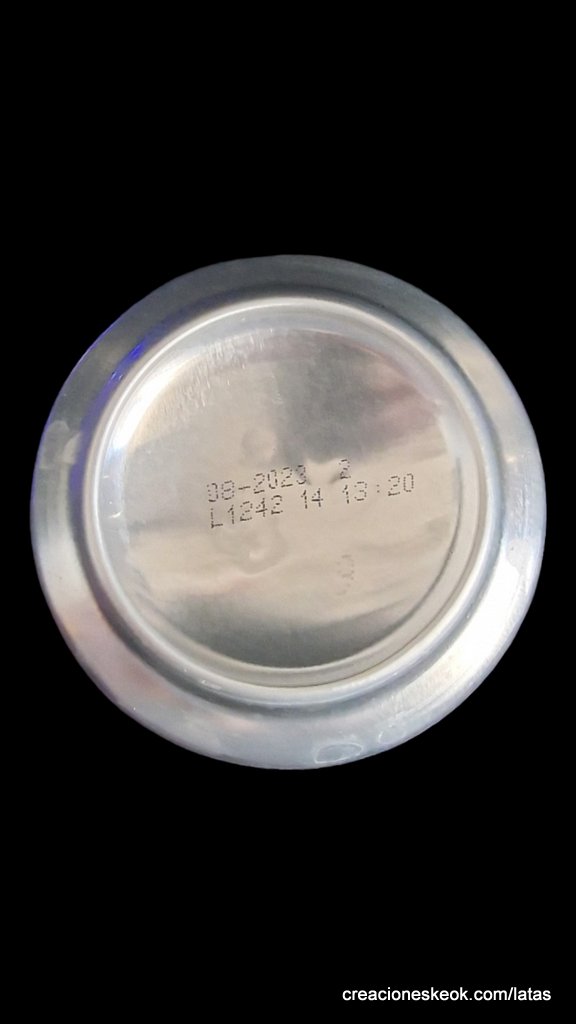 08-2023 2
L1242 14 13:20
creacioneskeok.com/latas